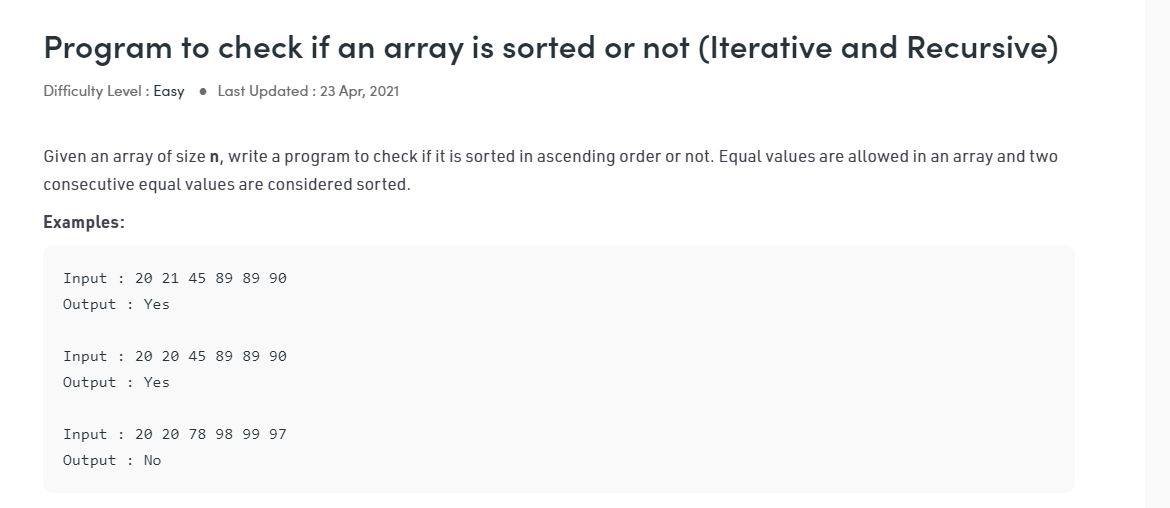 Program to check if an array is sorted or not (Iterative and Recursive)
Difficulty Level : Easy ● Last Updated : 23 Apr, 2021
Given an array of size n, write a program to check if it is sorted in ascending order or not. Equal values are allowed in an array and two
consecutive equal values are considered sorted.
Examples:
Input : 20 21 45 89 89 90
Output : Yes
Input : 20 20 45 89 89 90
Output : Yes
Input : 20 20 78 98 99 97
Output : No